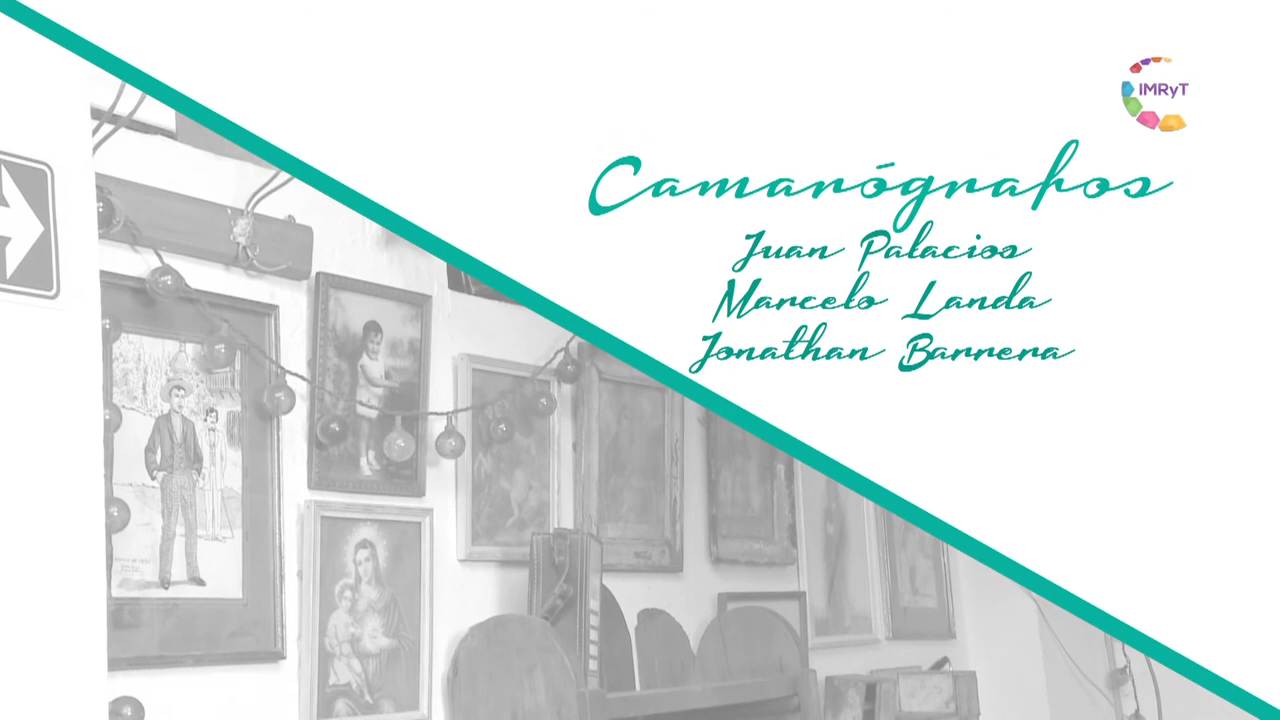 IMRyT
Camarógrafos
Juan Palacios
Marcelo Landa
Jonathan Barrera